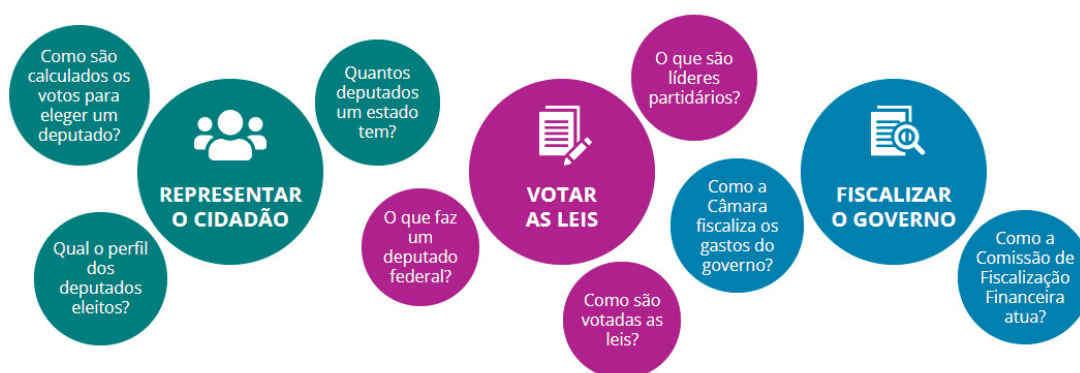 Como são
calculados os
votos para
eleger um
deputado?
REPRESENTAR
O CIDADÃO
Quantos
deputados
um estado
tem?
Qual o perfil
dos
deputados
eleitos?
O que são
líderes
partidários?
VOTAR
AS LEIS
O que faz
um
deputado
federal?
Como são
votadas as
leis?
FISCALIZAR
O GOVERNO
Como a
Câmara
fiscaliza os
gastos do
governo?
Como a
Comissão de
Fiscalização
Financeira
atua?